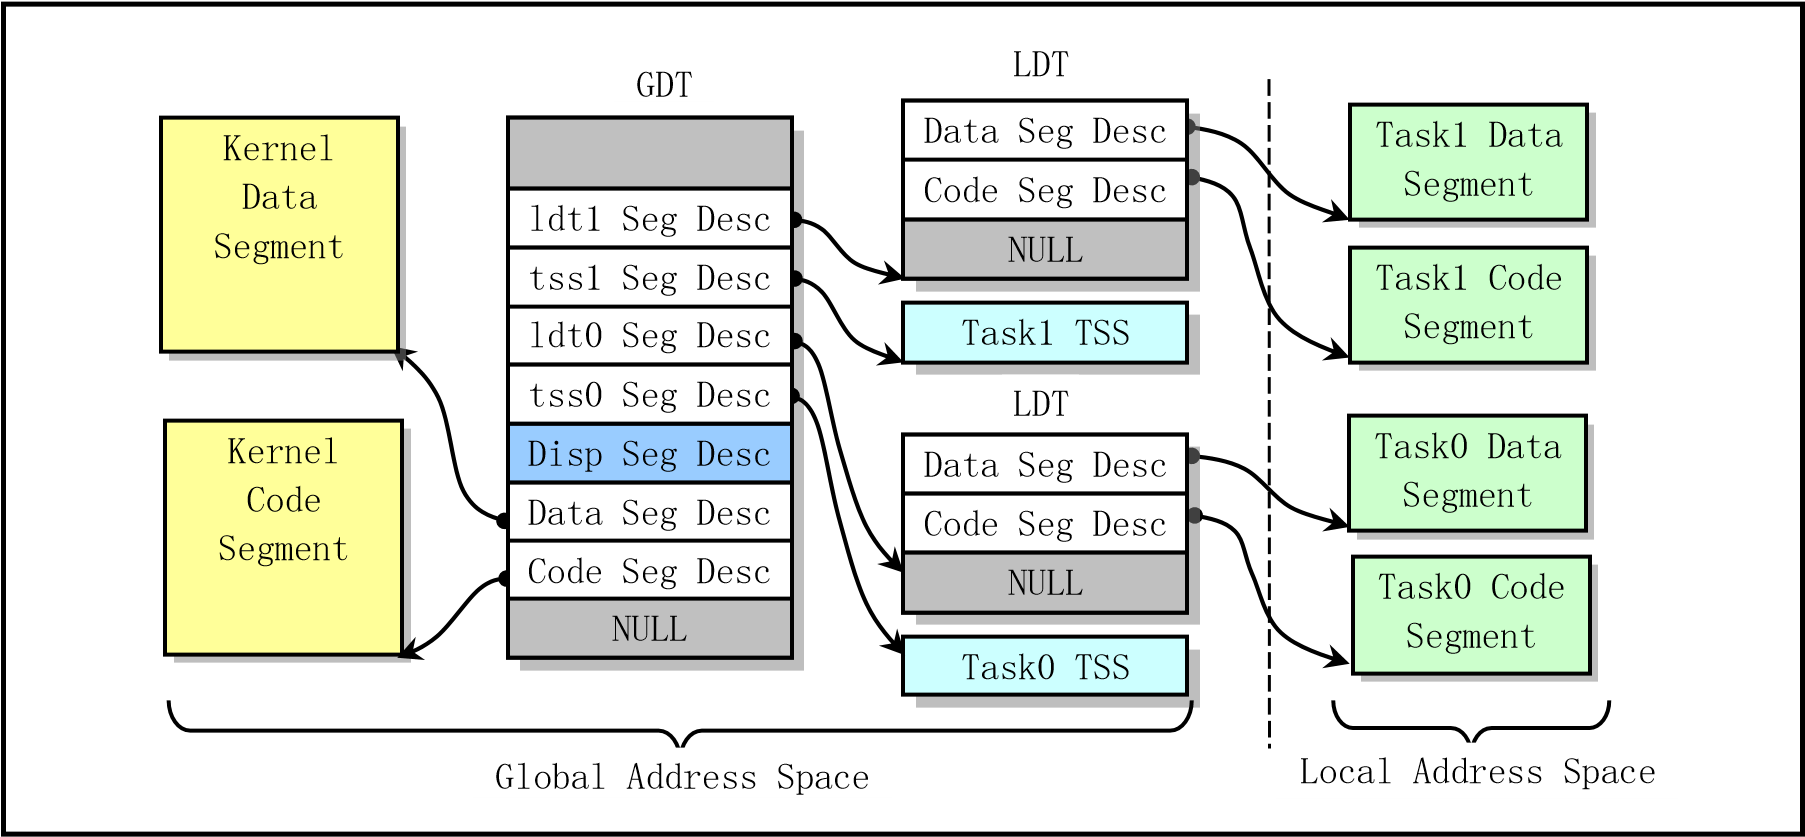 Kernel
Data
Segment
Kernel
Code
Segment
GDT
ldt1 Seg Desc
tss1 Seg Desc
ldt0 Seg Desc
tss0 Seg Desc
Disp Seg Desc
Data Seg Desc
Code Seg Desc
NULL
LDT
Data Seg Desc
Code Seg Desc
NULL
Task1 TSS
LDT
Data Seg Desc
Code Seg Desc
NULL
Task0 TSS
Task1 Data
Segment
Task1 Code
Segment
Task0 Data
Segment
Task0 Code
Segment
Global Address Space
Local Address Space